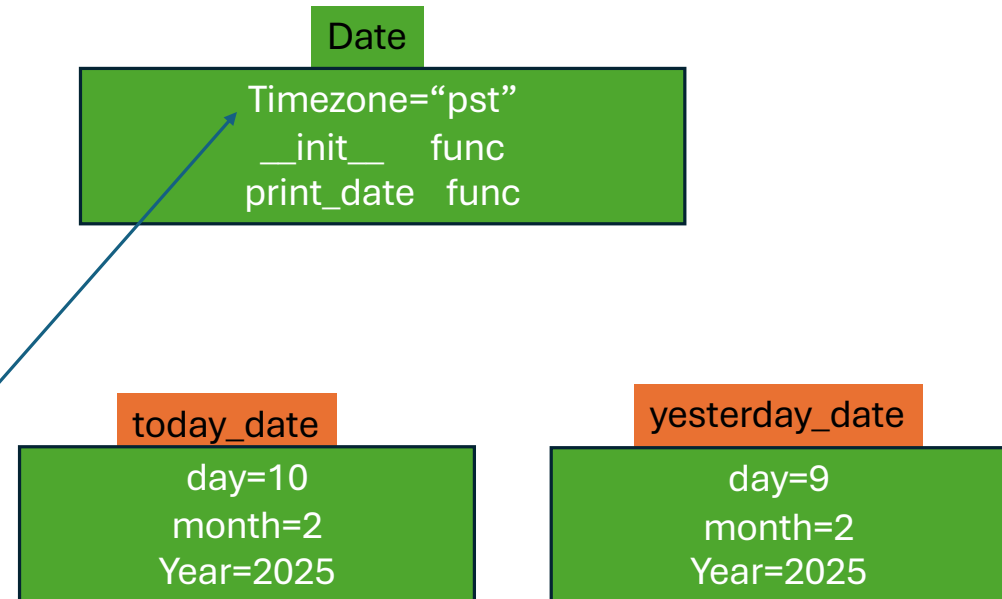 Date
Timezone=“pst”
__init__ func
print_date func
today_date
day=10
month=2
Year=2025
yesterday_date
day=9
month=2
Year=2025